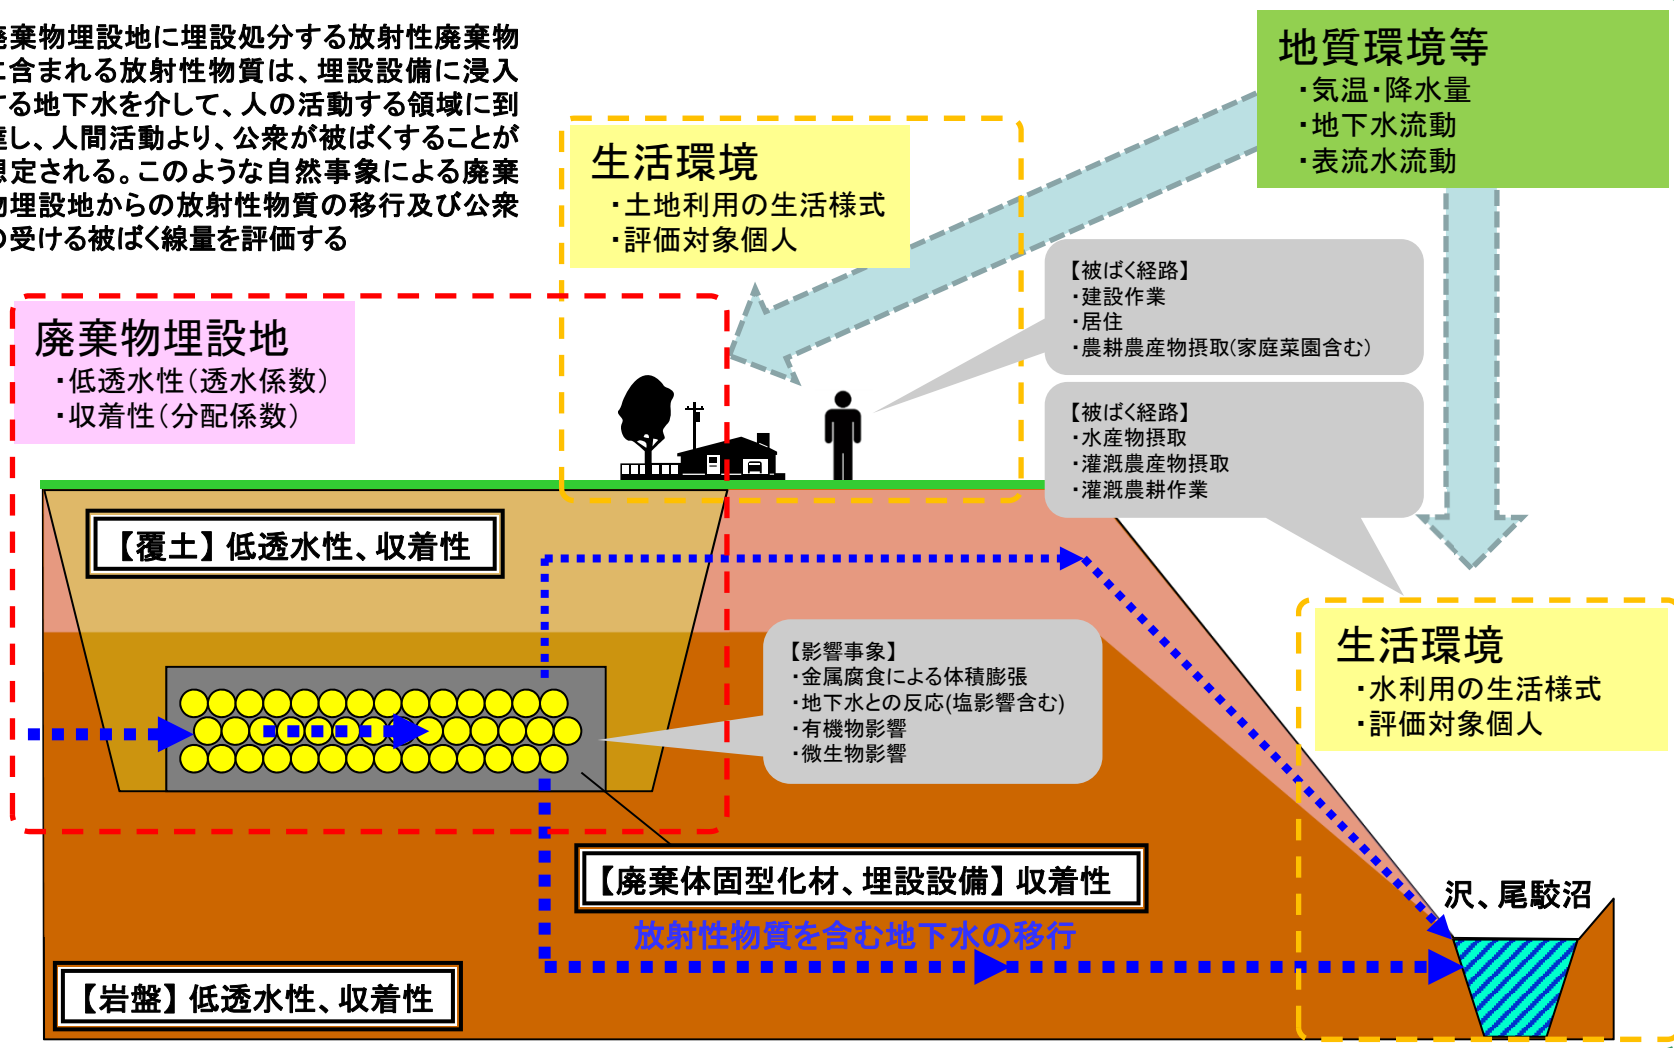 廃棄物埋設地に埋設処分する放射性廃棄物
に含まれる放射性物質は、埋設設備に浸入
する地下水を介して、人の活動する領域に到
達し、人間活動より、公衆が被ばくすることが
想定される。このような自然事象による廃棄
物埋設地からの放射性物質の移行及び公衆
の受ける被ばく線量を評価する
地質環境等
・気温・降水量
・地下水流動
・表流水流動
生活環境
・土地利用の生活様式
・評価対象個人
【被ばく経路】
・建設作業
・居住
・農耕農産物摂取(家庭菜園含む)
廃棄物埋設地
・低透水性(透水係数)
・収着性(分配係数)
【被ばく経路】
・水産物摂取
・灌漑農産物摂取
・灌漑農耕作業
【覆土】低透水性、収着性
【影響事象】
・金属腐食による体積膨張
・地下水との反応(塩影響含む)
・有機物影響
・微生物影響
生活環境
・水利用の生活様式
・評価対象個人
【廃棄体固型化材、埋設設備】収着性
沢、尾駮沼
放射性物質を含む地下水の移行
【岩盤】低透水性、収着性